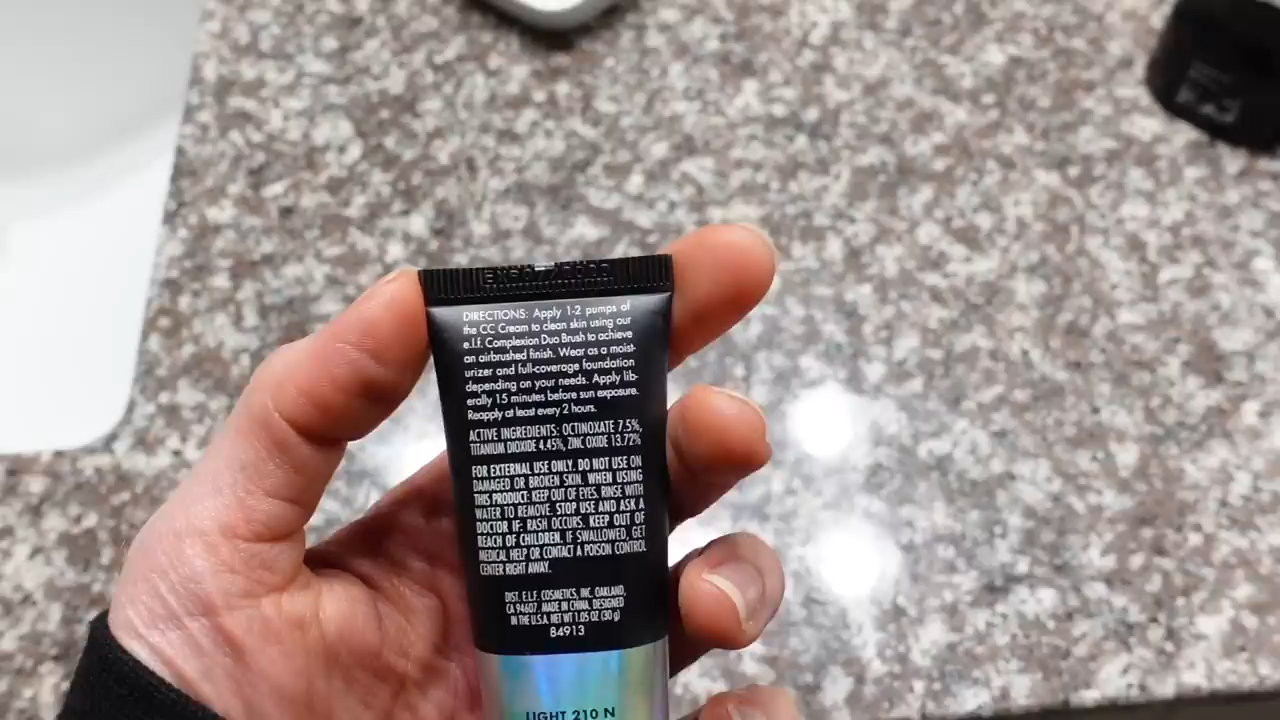 DIRECTIONS: Apply 1-2 pumps of
the CC Cream to clean skin using our
e.l.f. Complexion Duo Brush to achieve
an airbrushed finish. Wear as a moist-
urizer and full-coverage foundation
depending on your needs. Apply lib-
erally 15 minutes before sun exposure.
Reapply at least every 2 hours.
ACTIVE INGREDIENTS: OCTINOXATE 7.5%,
TITANIUM DIOXIDE 4.45%, ZINC OXIDE 13.72%
FOR EXTERNAL USE ONLY. DO NOT USE ON
DAMAGED OR BROKEN SKIN. WHEN USING
THIS PRODUCT: KEEP OUT OF EYES. RINSE WITH
WATER TO REMOVE. STOP USE AND ASK A
DOCTOR IF: RASH OCCURS. KEEP OUT OF
REACH OF CHILDREN. IF SWALLOWED, GET
MEDICAL HELP OR CONTACT A POISON CONTROL
CENTER RIGHT AWAY.
DIST. E.L.F. COSMETICS, INC. OAKLAND,
CA 94607. MADE IN CHINA. DESIGNED
IN THE U.S.A. NET WT 1.05 OZ (30 g)
84913
LIGHT 210 N